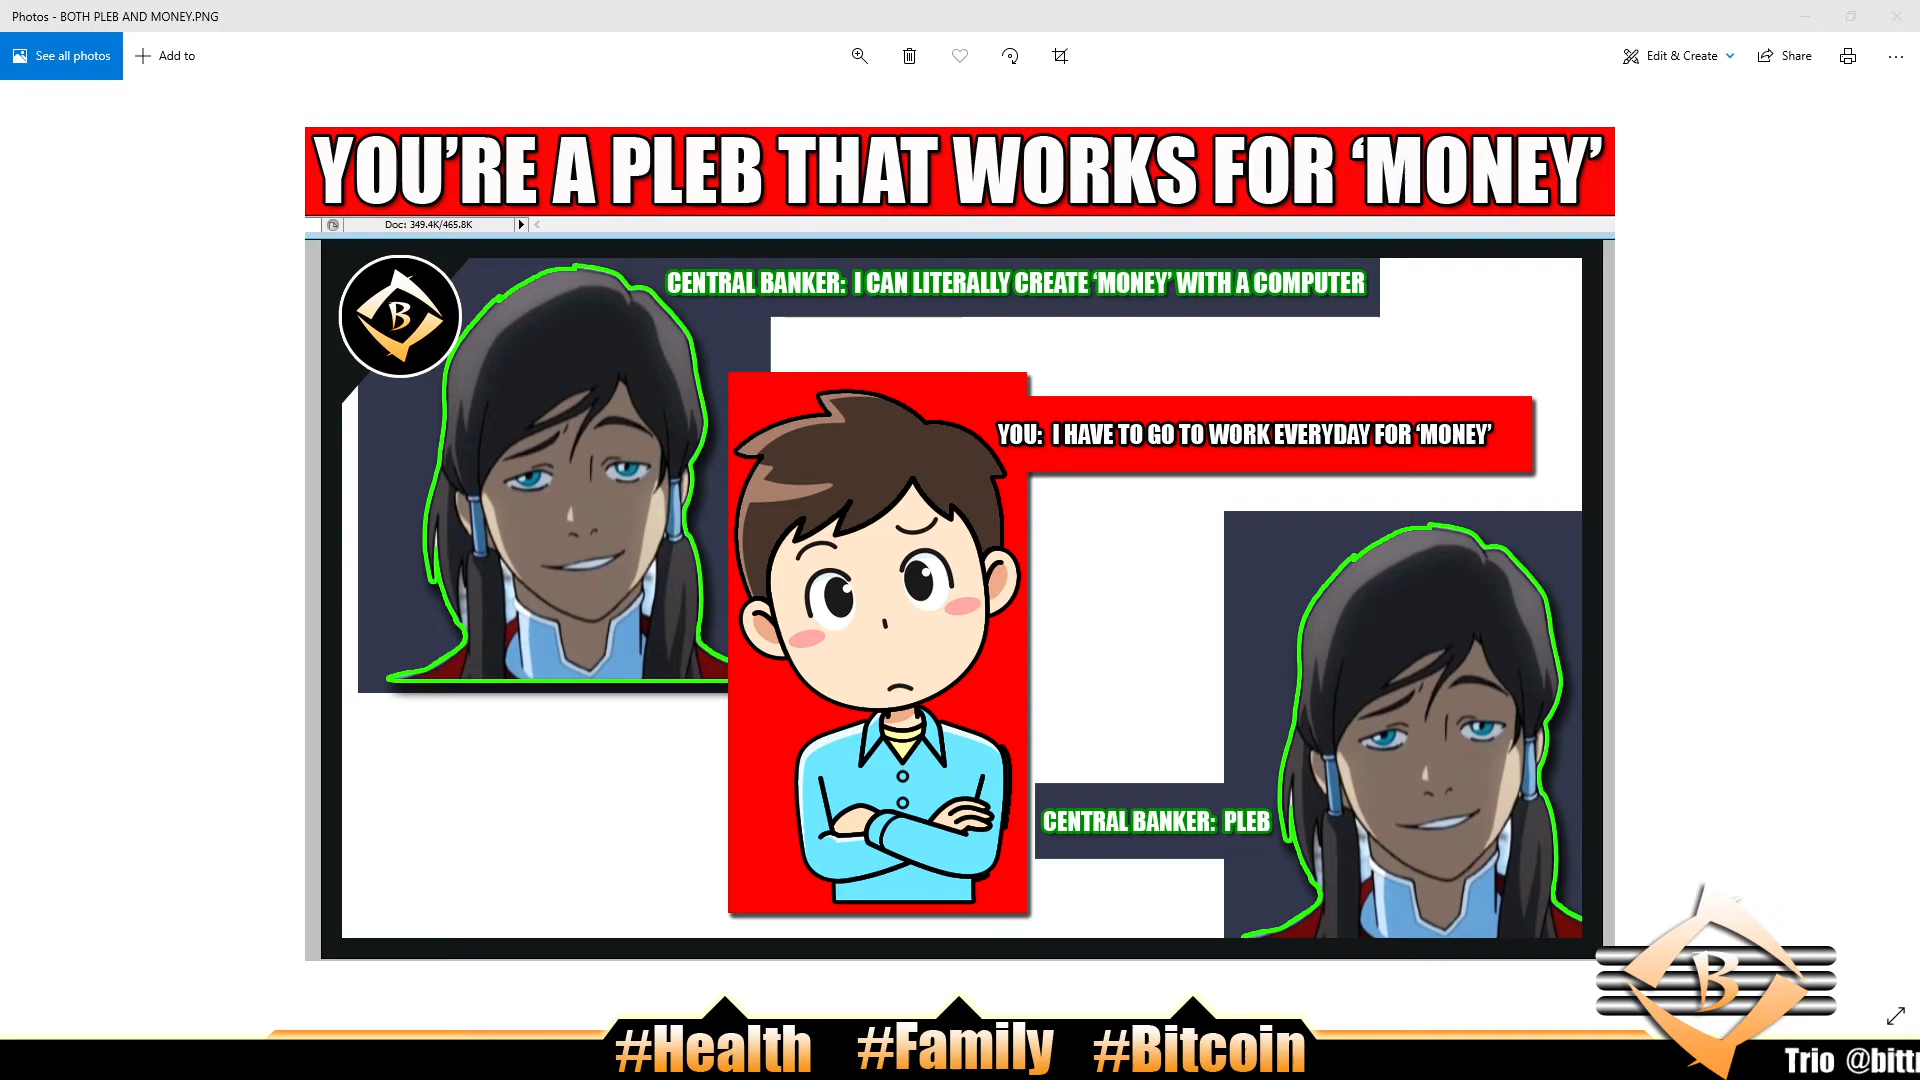 Photos - BOTH PLEB AND MONEY.PNG
See all photos
Add to
Edit & Create
Share
YOU'RE A PLEB THAT WORKS FOR 'MONEY'
Doc: 349.4K/465.8K
B
CENTRAL BANKER: I CAN LITERALLY CREATE 'MONEY' WITH A COMPUTER
YOU: I HAVE TO GO TO WORK EVERYDAY FOR 'MONEY'
CENTRAL BANKER: PLEB
B
#Health #Family #Bitcoin
Trio